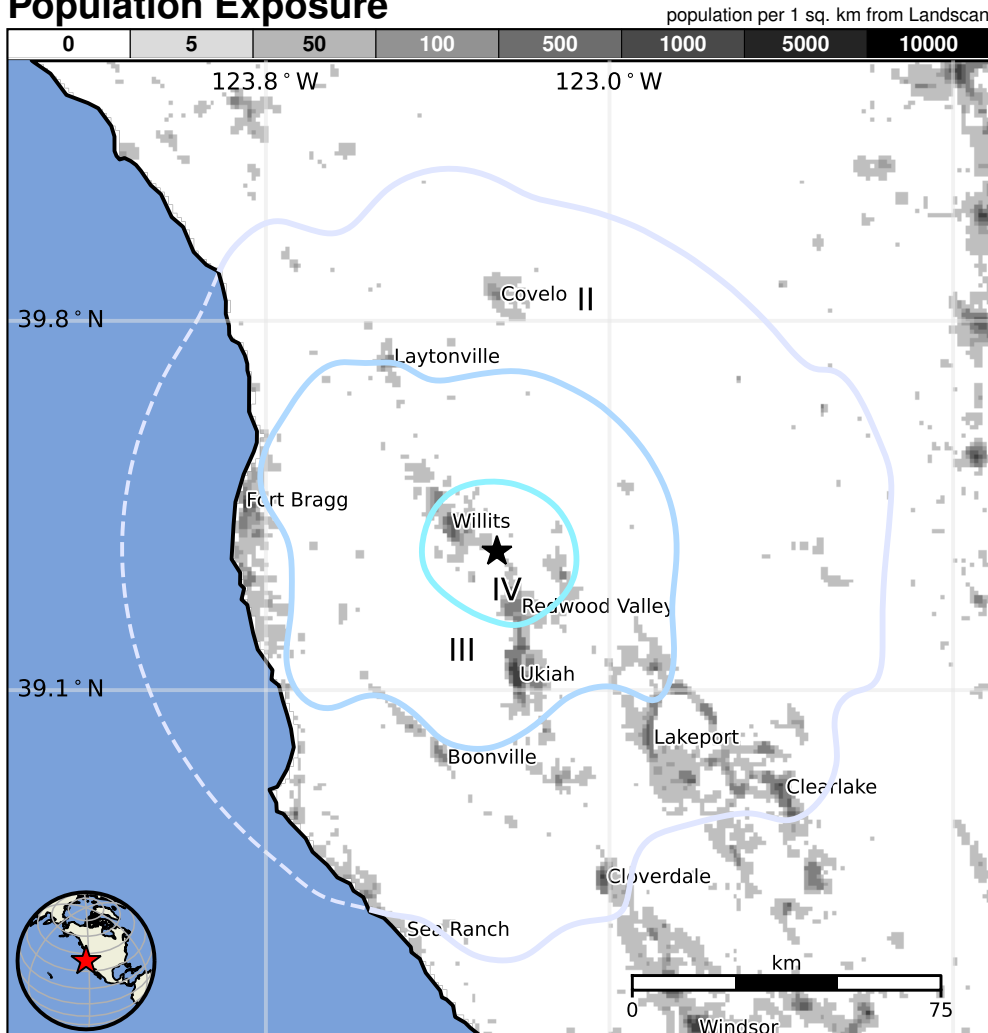 Population Exposure
population per 1 sq. km from Landscan
0 5 50 100 500 1000 5000 10000
123.8°W 123.0°W
Covelo II
39.8°N
Laytonville
Fort Bragg
Willits
IV
Redwood Valley
III
Ukiah
39.1°N
Lakeport
Boonville
Clearlake
Cloverdale
Sea Ranch
km
0 75
Windsor